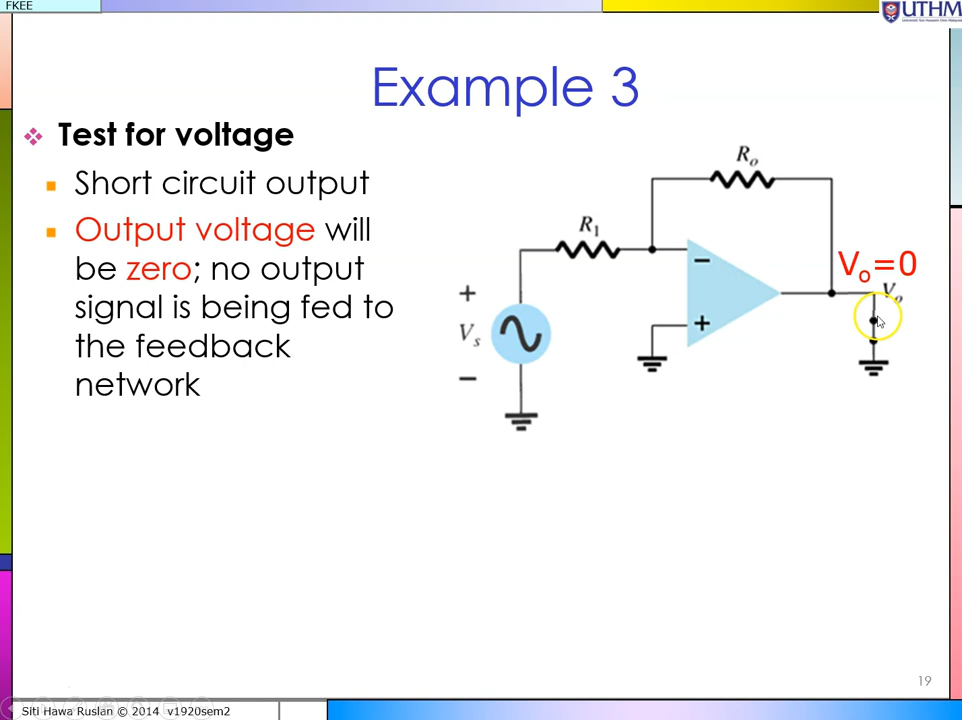 FKEE
UTHM
Example 3
Test for voltage
Short circuit output
Output voltage will
be zero; no output
signal is being fed to
the feedback
network
Ro
R1
Vo=0
Vo
+
Vs
−
−
+
19
Siti Hawa Ruslan © 2014 v1920sem2